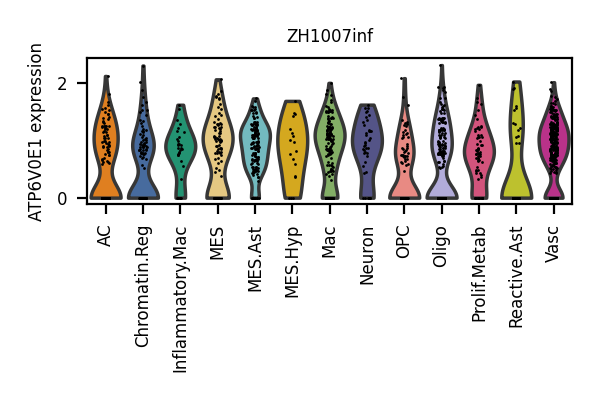 ZH1007inf
ATP6V0E1 expression
2
0
AC
Chromatin.Reg
Inflammatory.Mac
MES
MES.Ast
MES.Hyp
Mac
Neuron
OPC
Oligo
Prolif.Metab
Reactive.Ast
Vasc